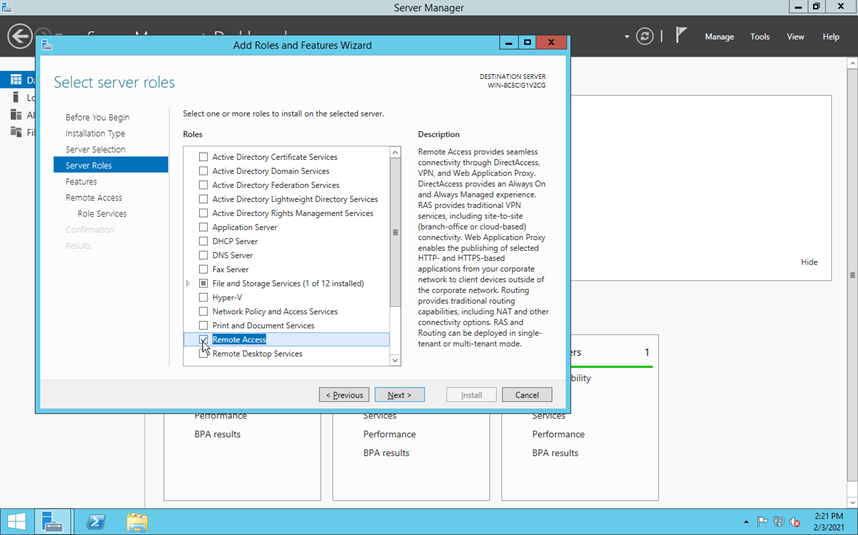 Server Manager
Manage Tools View Help
Add Roles and Features Wizard
Select server roles
DESTINATION SERVER
WIN-8C5CIG1V2CG
Before You Begin
Installation Type
Server Selection
Server Roles
Features
Remote Access
Role Services
Confirmation
Results
Select one or more roles to install on the selected server.
Roles
Active Directory Certificate Services
Active Directory Domain Services
Active Directory Federation Services
Active Directory Lightweight Directory Services
Active Directory Rights Management Services
Application Server
DHCP Server
DNS Server
Fax Server
File and Storage Services (1 of 12 installed)
Hyper-V
Network Policy and Access Services
Print and Document Services
Remote Access
Remote Desktop Services
Description
Remote Access provides seamless
connectivity through DirectAccess,
VPN, and Web Application Proxy.
DirectAccess provides an Always On
and Always Managed experience.
RAS provides traditional VPN
services, including site-to-site
(branch-office or cloud-based)
connectivity. Web Application Proxy
enables the publishing of selected
HTTP- and HTTPS-based
applications from your corporate
network to client devices outside of
the corporate network. Routing
provides traditional routing
capabilities, including NAT and other
connectivity options. RAS and
Routing can be deployed in single-
tenant or multi-tenant mode.
< Previous
Next >
Install
Cancel
Hide
1
Performance
BPA results
Services
Performance
BPA results
Services
Performance
BPA results
2:21 PM
2/3/2021